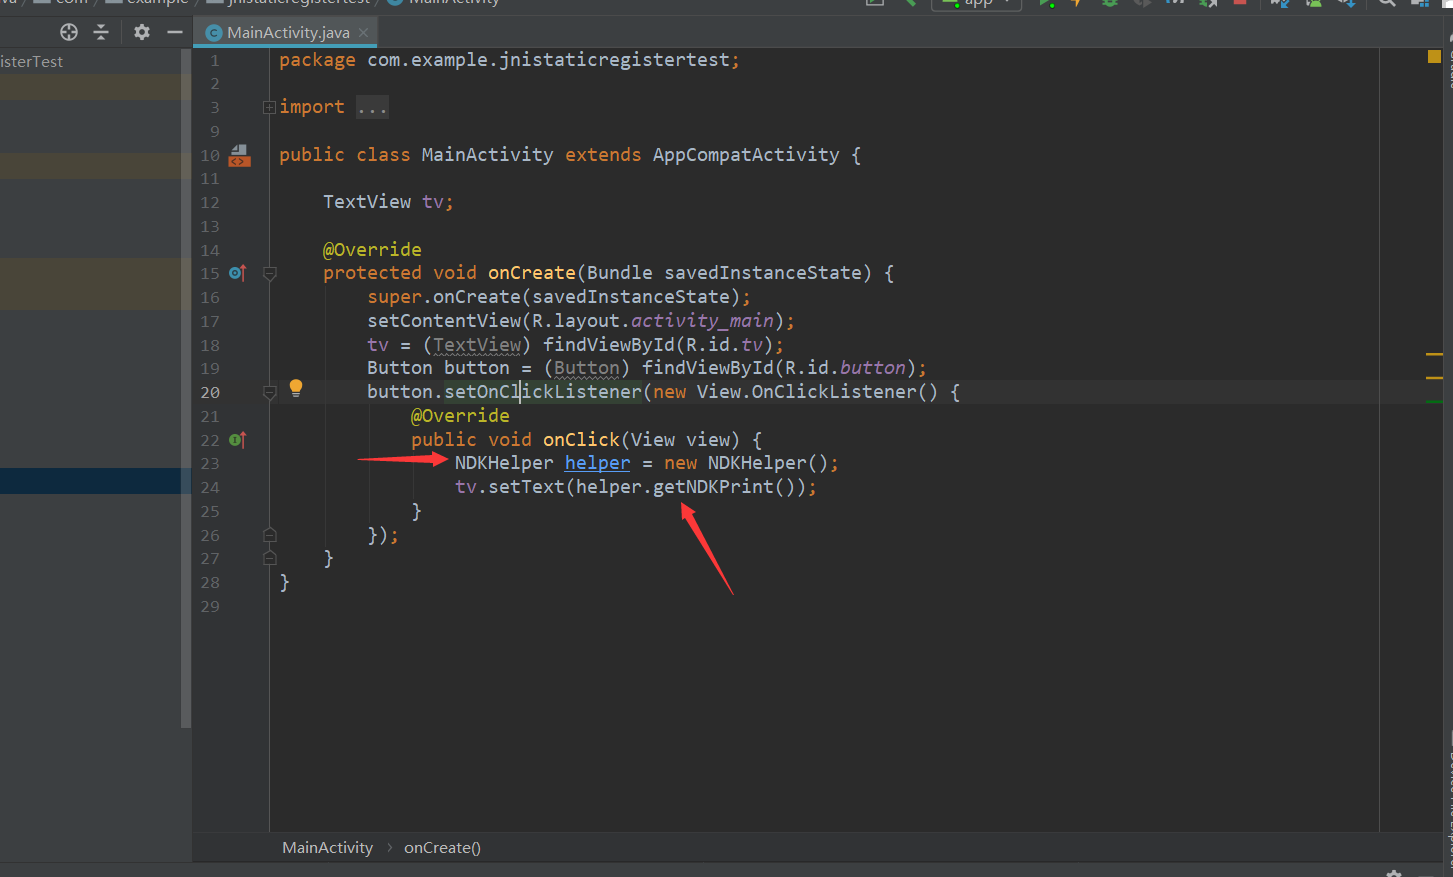 com
example
jnistaticregistertest
MainActivity
app
isterTest
MainActivity.java
1 package com.example.jnistaticregistertest;
2
3 import ...
9
10 public class MainActivity extends AppCompatActivity {
11
12 TextView tv;
13
14 @Override
15 protected void onCreate(Bundle savedInstanceState) {
16 super.onCreate(savedInstanceState);
17 setContentView(R.layout.activity_main);
18 tv = (TextView) findViewById(R.id.tv);
19 Button button = (Button) findViewById(R.id.button);
20 button.setOnClickListener(new View.OnClickListener() {
21 @Override
22 public void onClick(View view) {
23 NDKHelper helper = new NDKHelper();
24 tv.setText(helper.getNDKPrint());
25 }
26 });
27 }
28 }
29
MainActivity > onCreate()